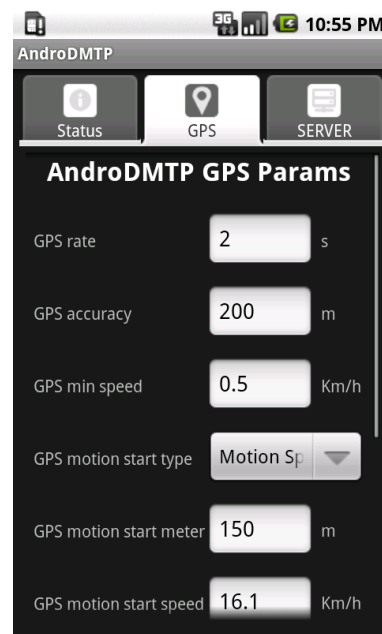 3G 10:55 PM
AndroDMTP
Status GPS SERVER
AndroDMTP GPS Params
GPS rate 2 s
GPS accuracy 200 m
GPS min speed 0.5 Km/h
GPS motion start type Motion Sp
GPS motion start meter 150 m
GPS motion start speed 16.1 Km/h